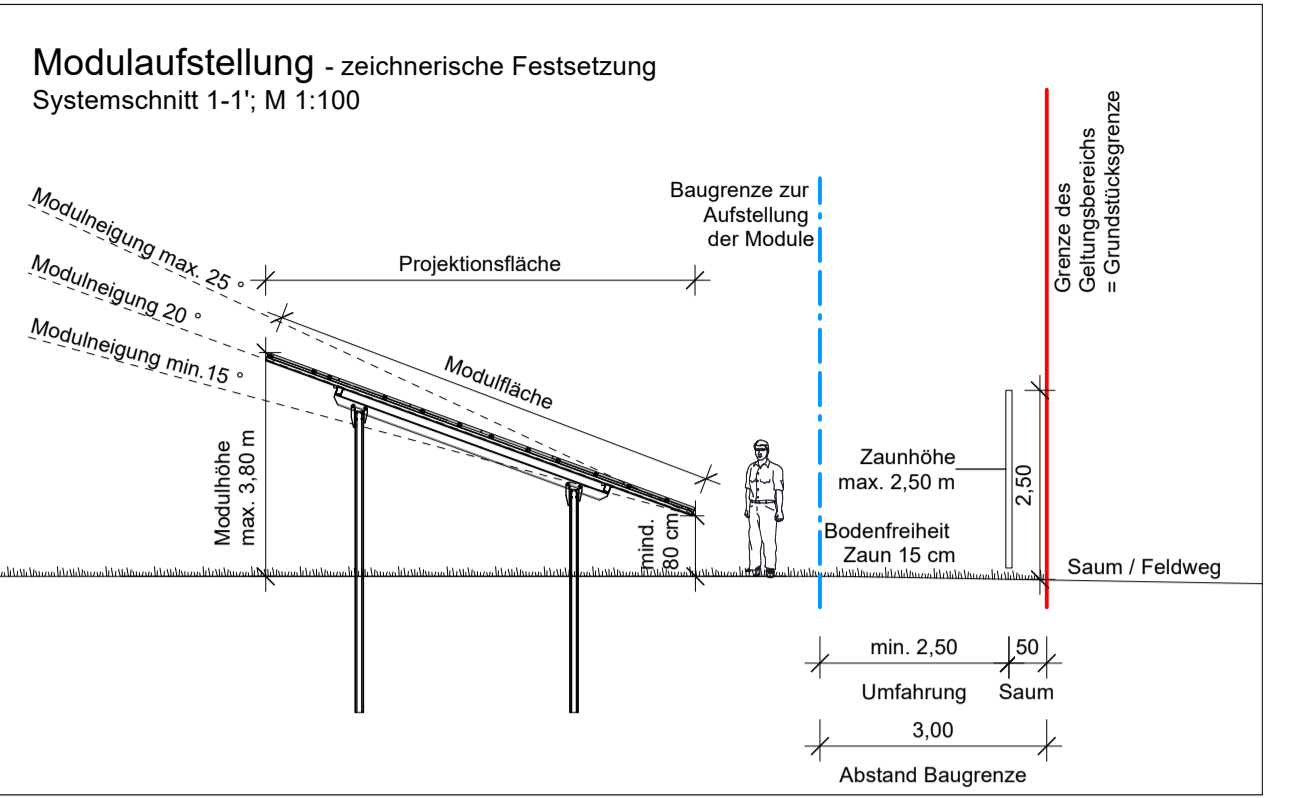 Modulaufstellung - zeichnerische Festsetzung
Systemschnitt 1-1'; M 1:100
Modulneigung max. 25 °
Modulneigung 20 °
Modulneigung min.15 °
Projektionsfläche
Modulfläche
Modulhöhe
max. 3,80 m
mind.
80 cm
Baugrenze zur
Aufstellung
der Module
Grenze des
Geltungsbereichs
= Grundstücksgrenze
Zaunhöhe
max. 2,50 m
2,50
Bodenfreiheit
Zaun 15 cm
Saum / Feldweg
min. 2,50
50
Umfahrung
Saum
3,00
Abstand Baugrenze